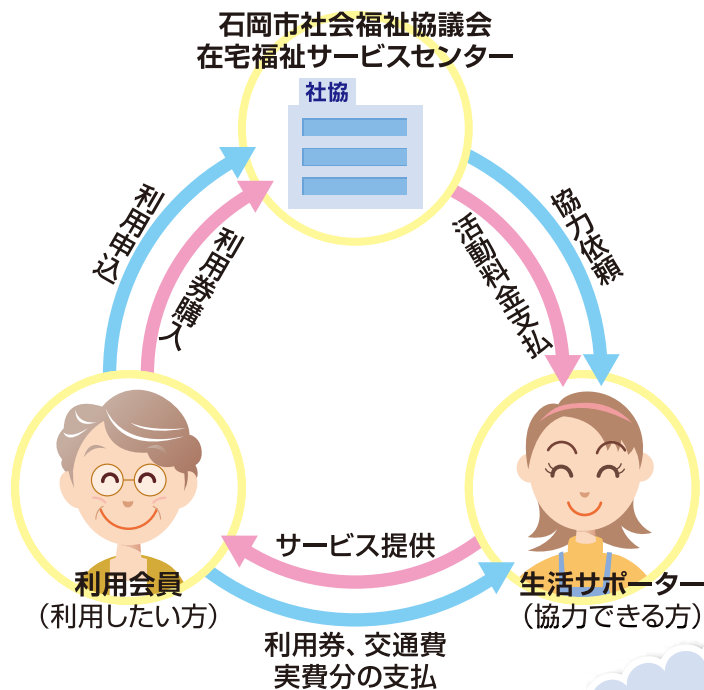 石岡市社会福祉協議会
在宅福祉サービスセンター
社協
利用申込
利用券購入
協力依頼
活動料金支払
サービス提供
利用会員
（利用したい方）
生活サポーター
（協力できる方）
利用券、交通費
実費分の支払